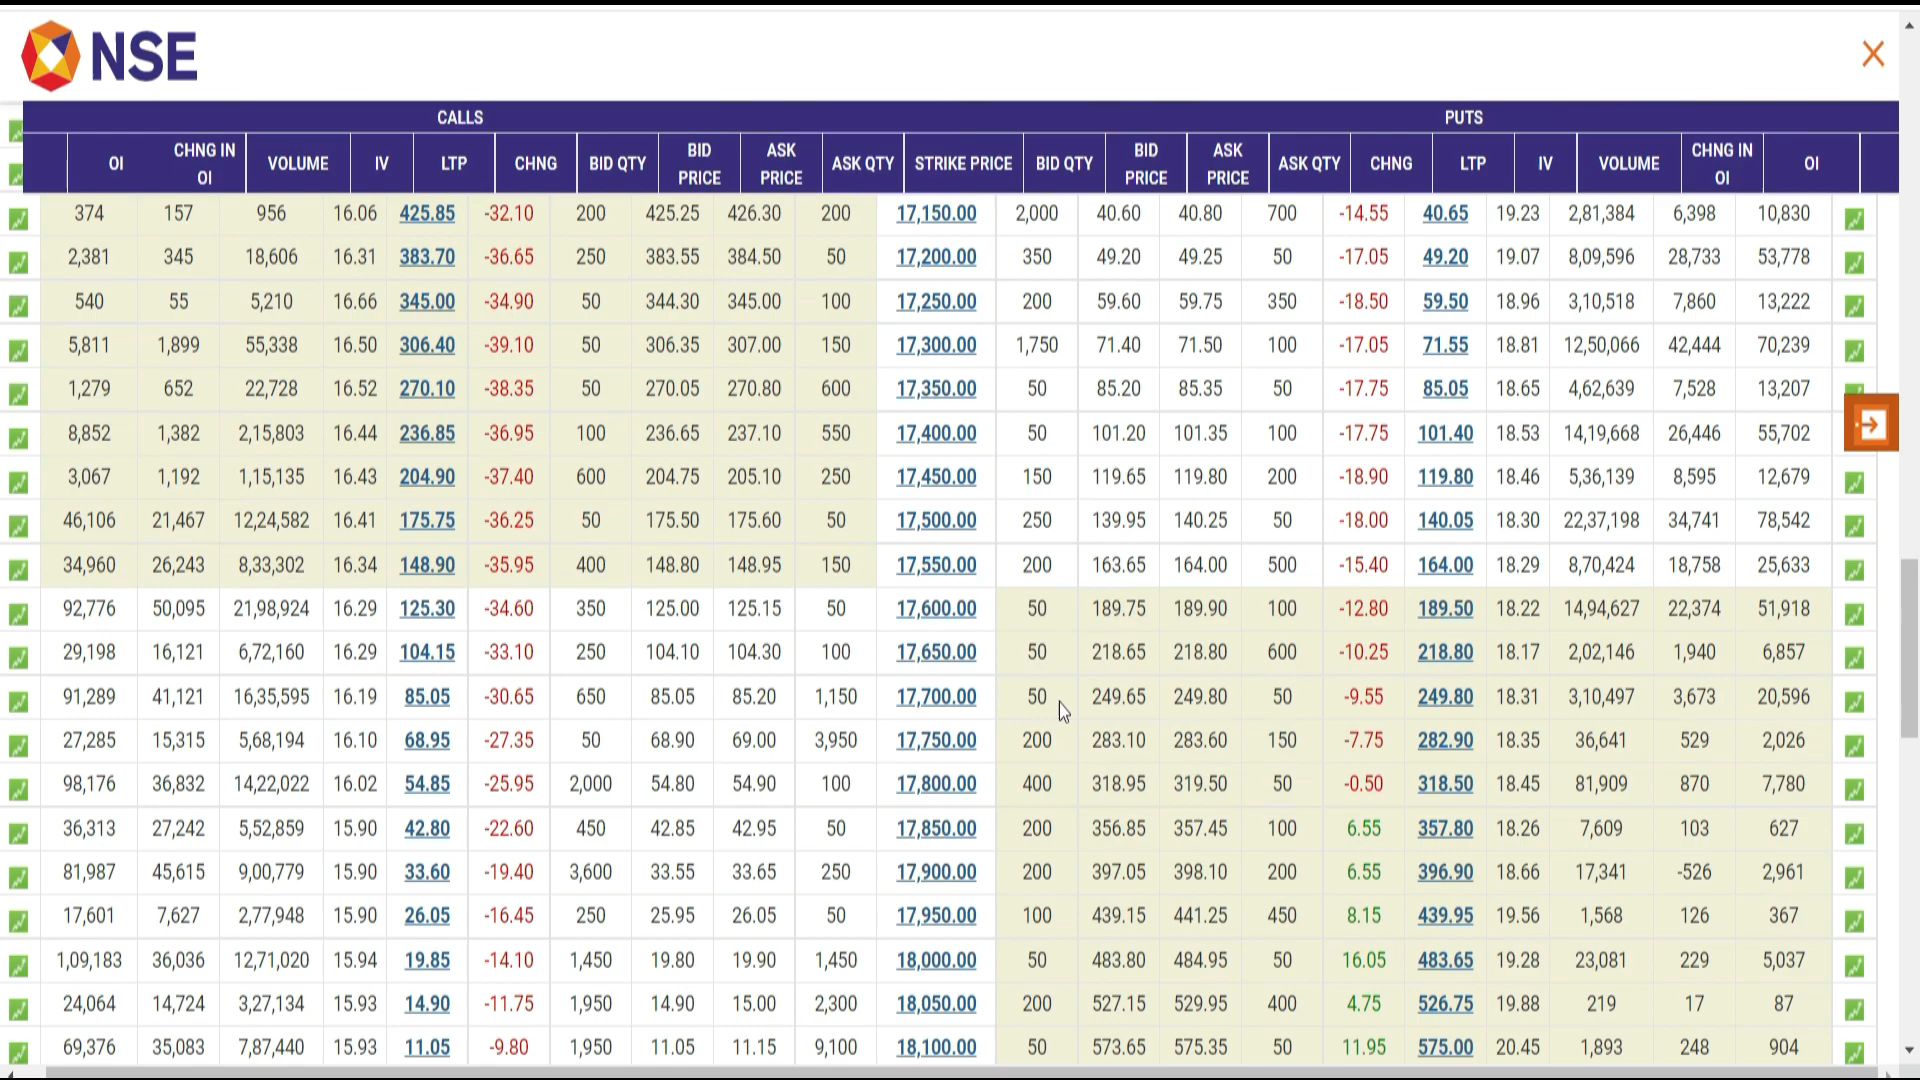 NSE
CALLS PUTS
OI CHNG IN OI VOLUME IV LTP CHNG BID QTY BID PRICE ASK PRICE ASK QTY STRIKE PRICE BID QTY BID PRICE ASK PRICE ASK QTY CHNG LTP IV VOLUME CHNG IN OI OI
374 157 956 16.06 425.85 -32.10 200 425.25 426.30 200 17,150.00 2,000 40.60 40.80 700 -14.55 40.65 19.23 2,81,384 6,398 10,830
2,381 345 18,606 16.31 383.70 -36.65 250 383.55 384.50 50 17,200.00 350 49.20 49.25 50 -17.05 49.20 19.07 8,09,596 28,733 53,778
540 55 5,210 16.66 345.00 -34.90 50 344.30 345.00 100 17,250.00 200 59.60 59.75 350 -18.50 59.50 18.96 3,10,518 7,860 13,222
5,811 1,899 55,338 16.50 306.40 -39.10 50 306.35 307.00 150 17,300.00 1,750 71.40 71.50 100 -17.05 71.55 18.81 12,50,066 42,444 70,239
1,279 652 22,728 16.52 270.10 -38.35 50 270.05 270.80 600 17,350.00 50 85.20 85.35 50 -17.75 85.05 18.65 4,62,639 7,528 13,207
8,852 1,382 2,15,803 16.44 236.85 -36.95 100 236.65 237.10 550 17,400.00 50 101.20 101.35 100 -17.75 101.40 18.53 14,19,668 26,446 55,702
3,067 1,192 1,15,135 16.43 204.90 -37.40 600 204.75 205.10 250 17,450.00 150 119.65 119.80 200 -18.90 119.80 18.46 5,36,139 8,595 12,679
46,106 21,467 12,24,582 16.41 175.75 -36.25 50 175.50 175.60 50 17,500.00 250 139.95 140.25 50 -18.00 140.05 18.30 22,37,198 34,741 78,542
34,960 26,243 8,33,302 16.34 148.90 -35.95 400 148.80 148.95 150 17,550.00 200 163.65 164.00 500 -15.40 164.00 18.29 8,70,424 18,758 25,633
92,776 50,095 21,98,924 16.29 125.30 -34.60 350 125.00 125.15 50 17,600.00 50 189.75 189.90 100 -12.80 189.50 18.22 14,94,627 22,374 51,918
29,198 16,121 6,72,160 16.29 104.15 -33.10 250 104.10 104.30 100 17,650.00 50 218.65 218.80 600 -10.25 218.80 18.17 2,02,146 1,940 6,857
91,289 41,121 16,35,595 16.19 85.05 -30.65 650 85.05 85.20 1,150 17,700.00 50 249.65 249.80 50 -9.55 249.80 18.31 3,10,497 3,673 20,596
27,285 15,315 5,68,194 16.10 68.95 -27.35 50 68.90 69.00 3,950 17,750.00 200 283.10 283.60 150 -7.75 282.90 18.35 36,641 529 2,026
98,176 36,832 14,22,022 16.02 54.85 -25.95 2,000 54.80 54.90 100 17,800.00 400 318.95 319.50 50 -0.50 318.50 18.45 81,909 870 7,780
36,313 27,242 5,52,859 15.90 42.80 -22.60 450 42.85 42.95 50 17,850.00 200 356.85 357.45 100 6.55 357.80 18.26 7,609 103 627
81,987 45,615 9,00,779 15.90 33.60 -19.40 3,600 33.55 33.65 250 17,900.00 200 397.05 398.10 200 6.55 396.90 18.66 17,341 -526 2,961
17,601 7,627 2,77,948 15.90 26.05 -16.45 250 25.95 26.05 50 17,950.00 100 439.15 441.25 450 8.15 439.95 19.56 1,568 126 367
1,09,183 36,036 12,71,020 15.94 19.85 -14.10 1,450 19.80 19.90 1,450 18,000.00 50 483.80 484.95 50 16.05 483.65 19.28 23,081 229 5,037
24,064 14,724 3,27,134 15.93 14.90 -11.75 1,950 14.90 15.00 2,300 18,050.00 200 527.15 529.95 400 4.75 526.75 19.88 219 17 87
69,376 35,083 7,87,440 15.93 11.05 -9.80 1,950 11.05 11.15 9,100 18,100.00 50 573.65 575.35 50 11.95 575.00 20.45 1,893 248 904